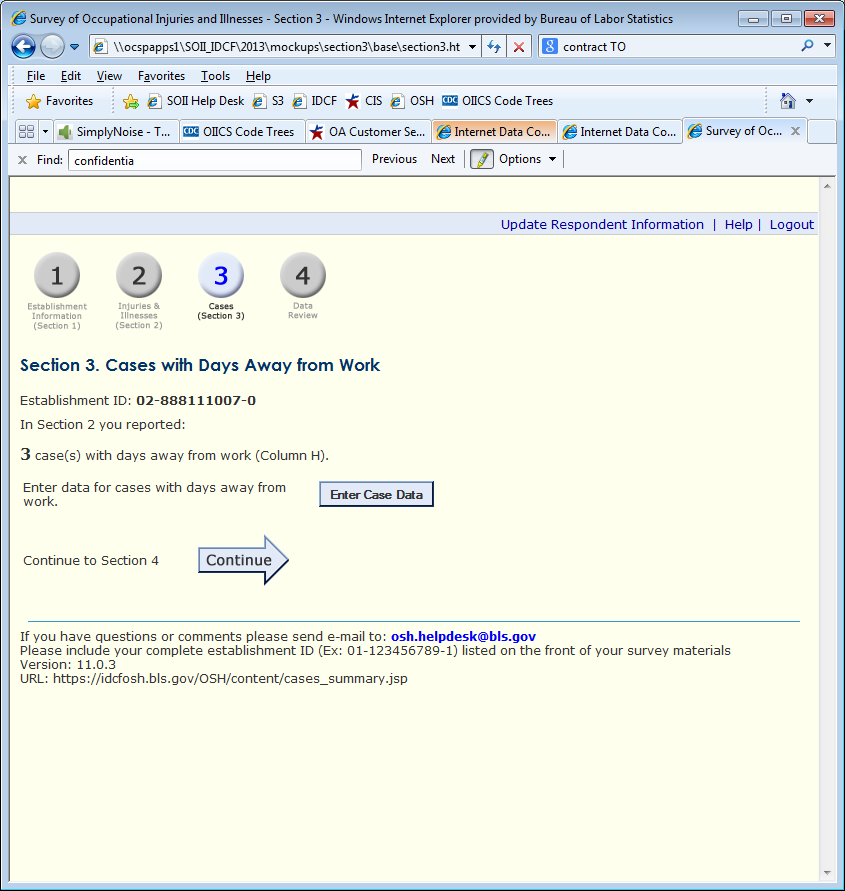 Survey of Occupational Injuries and Illnesses - Section 3 - Windows Internet Explorer provided by Bureau of Labor Statistics
\\ocspapps1\SOII_IDCF\2013\mockups\section3\base\section3.ht
contract TO
File Edit View Favorites Tools Help
Favorites SOII Help Desk S3 IDCF CIS OSH OIICS Code Trees
SimplyNoise - T... OIICS Code Trees OA Customer Se... Internet Data Co... Internet Data Co... Survey of Oc...
Find: confidentia Previous Next Options
Update Respondent Information | Help | Logout
1 2 3 4
Establishment Information (Section 1)
Injuries & Illnesses (Section 2)
Cases (Section 3)
Data Review
Section 3. Cases with Days Away from Work
Establishment ID: 02-888111007-0
In Section 2 you reported:
3 case(s) with days away from work (Column H).
Enter data for cases with days away from
work.
Enter Case Data
Continue to Section 4 Continue
If you have questions or comments please send e-mail to: osh.helpdesk@bls.gov
Please include your complete establishment ID (Ex: 01-123456789-1) listed on the front of your survey materials
Version: 11.0.3
URL: https://idcfosh.bls.gov/OSH/content/cases_summary.jsp